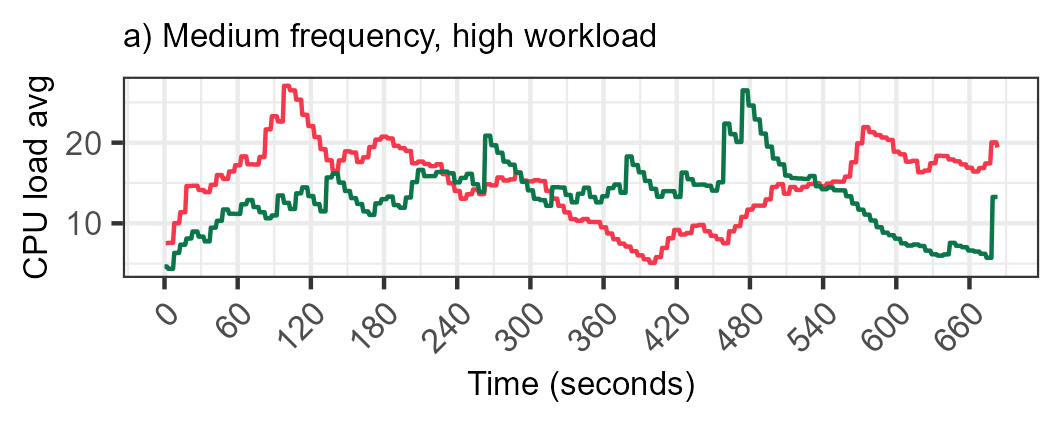 a) Medium frequency, high workload
CPU load avg
20
10
0 60 120 180 240 300 360 420 480 540 600 660
Time (seconds)